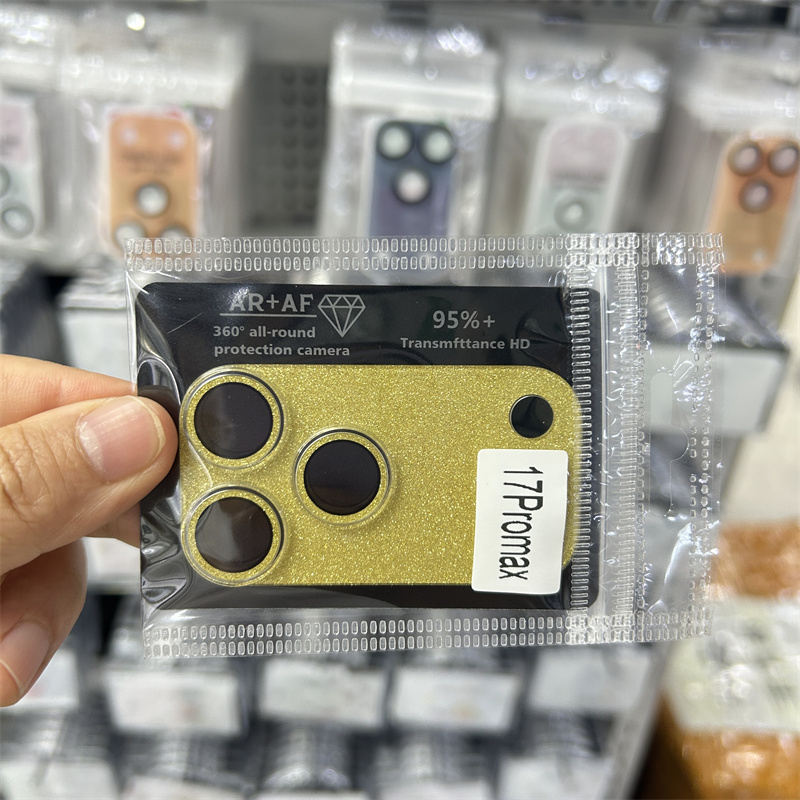 AR+AF
360° all-round
protection camera
95%+
Transmfttance HD
17Promax